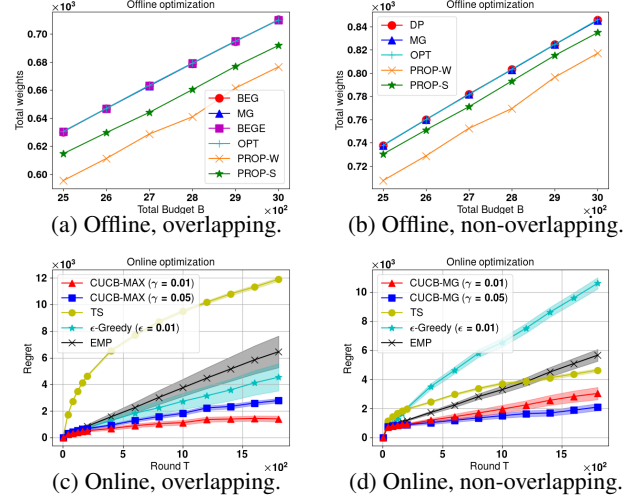 Offline optimization
×10³
Total weights
0.70
0.68
0.66
0.64
0.62
0.60
BEG
MG
BEGE
OPT
PROP-W
PROP-S
25 26 27 28 29 30
Total Budget B ×10²
(a) Offline, overlapping.
Offline optimization
×10³
Total weights
0.84
0.82
0.80
0.78
0.76
0.74
0.72
DP
MG
OPT
PROP-W
PROP-S
25 26 27 28 29 30
Total Budget B ×10²
(b) Offline, non-overlapping.
Online optimization
×10³
Regret
12
10
8
6
4
2
0
CUCB-MAX (γ = 0.01)
CUCB-MAX (γ = 0.05)
TS
ϵ-Greedy (ϵ = 0.01)
EMP
0 50 100 150
Round T ×10²
(c) Online, overlapping.
Online optimization
×10³
Regret
10
8
6
4
2
0
CUCB-MG (γ = 0.01)
CUCB-MG (γ = 0.05)
TS
ϵ-Greedy (ϵ = 0.01)
EMP
0 50 100 150
Round T ×10²
(d) Online, non-overlapping.